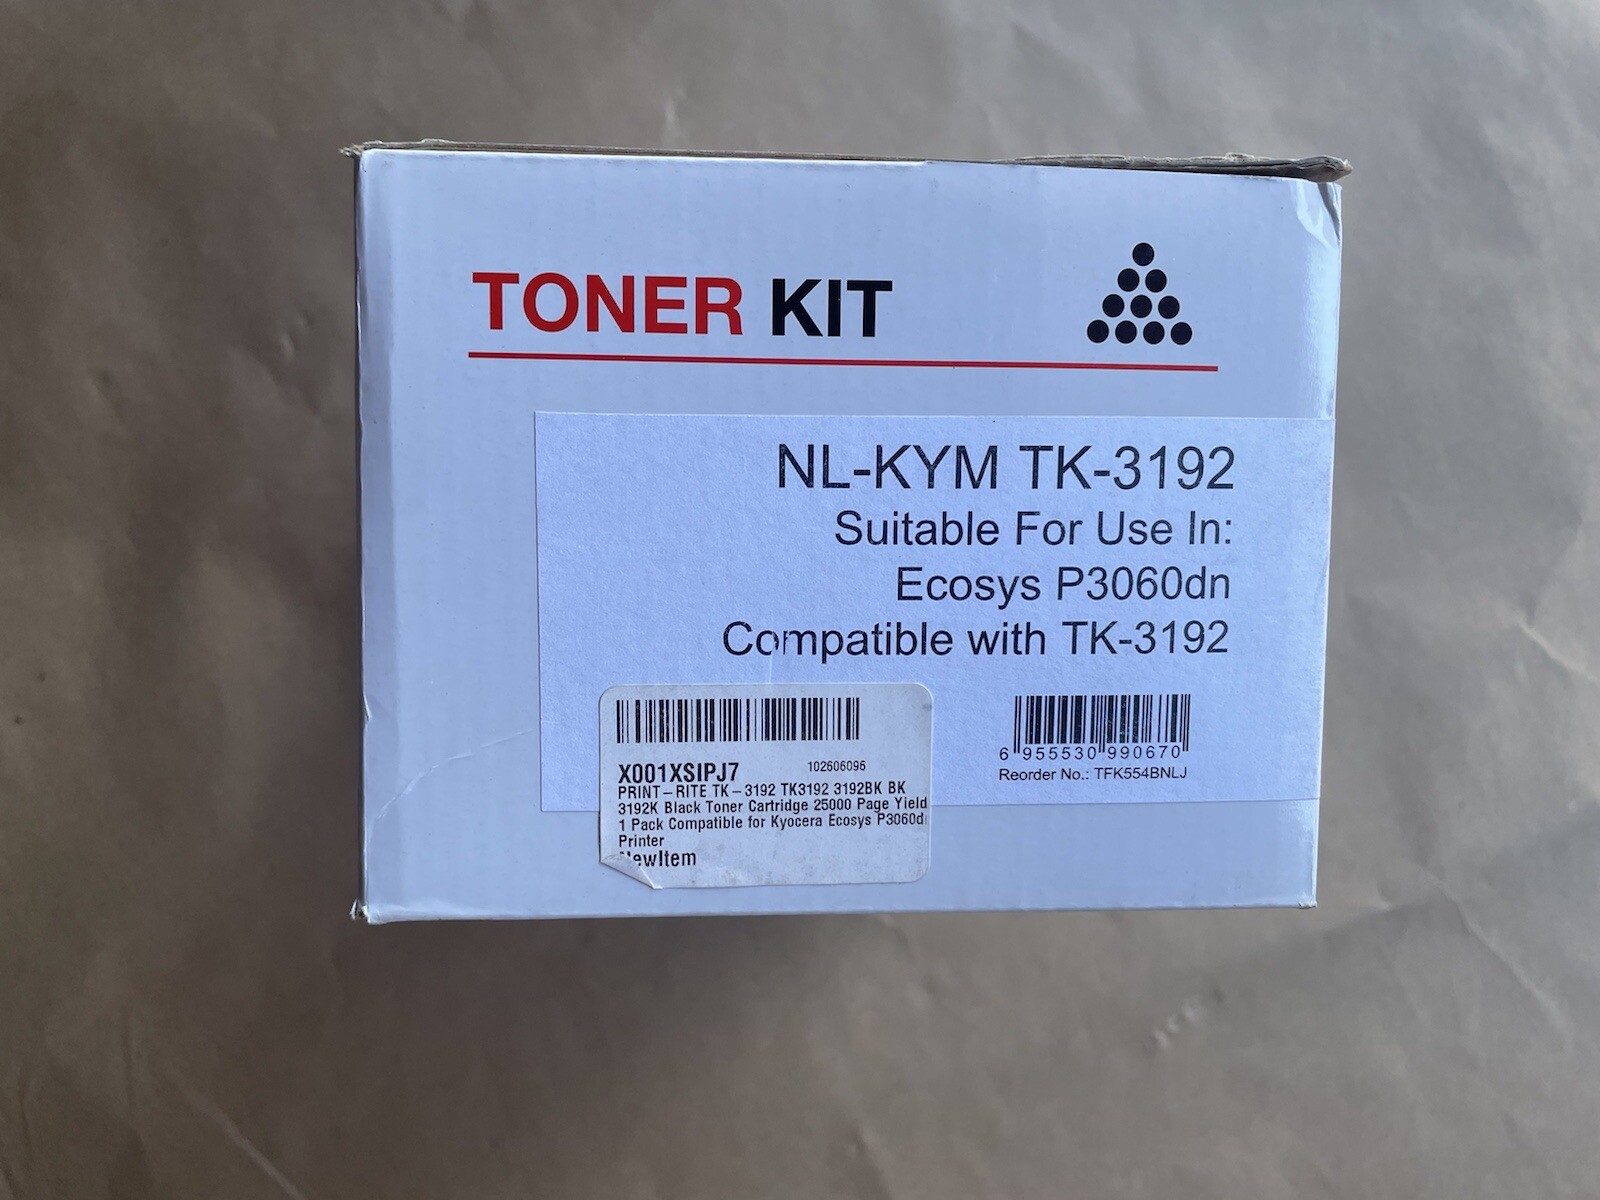 TONER KIT
NL-KYM TK-3192
Suitable For Use In:
Ecosys P3060dn
Compatible with TK-3192
6 955530 990670
Reorder No.: TFK554BNLJ
X001XSIPJ7 102606096
PRINT-RITE TK-3192 TK3192 3192BK BK
3192K Black Toner Cartridge 25000 Page Yield
1 Pack Compatible for Kyocera Ecosys P3060d
Printer
NewItem